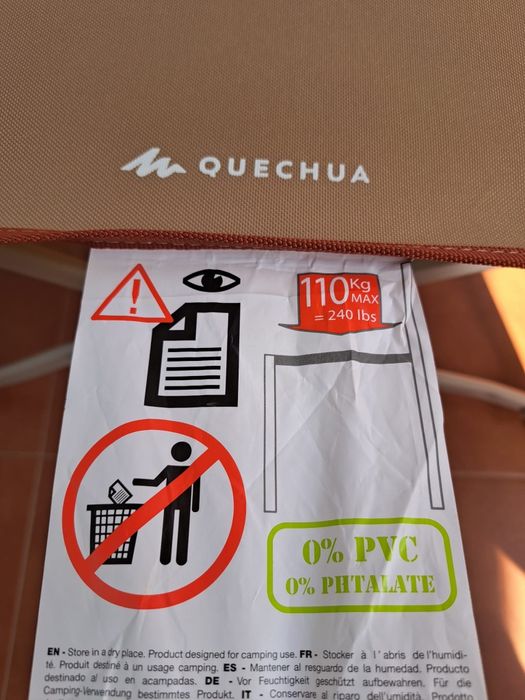 QUECHUA
110Kg
MAX
= 240 lbs
0% PVC
0% PHTALATE
EN - Store in a dry place. Product designed for camping use. FR - Stocker à l'abris de l'humidi-
té. Produit destiné à un usage camping. ES - Mantener al resguardo de la humedad. Producto
destinado al uso en acampadas. DE - Vor Feuchtigkeit geschützt aufbewahren. Für die
Camping-Verwendung bestimmtes Produkt. IT - Conservare al riparo dell'umidità. Prodotto